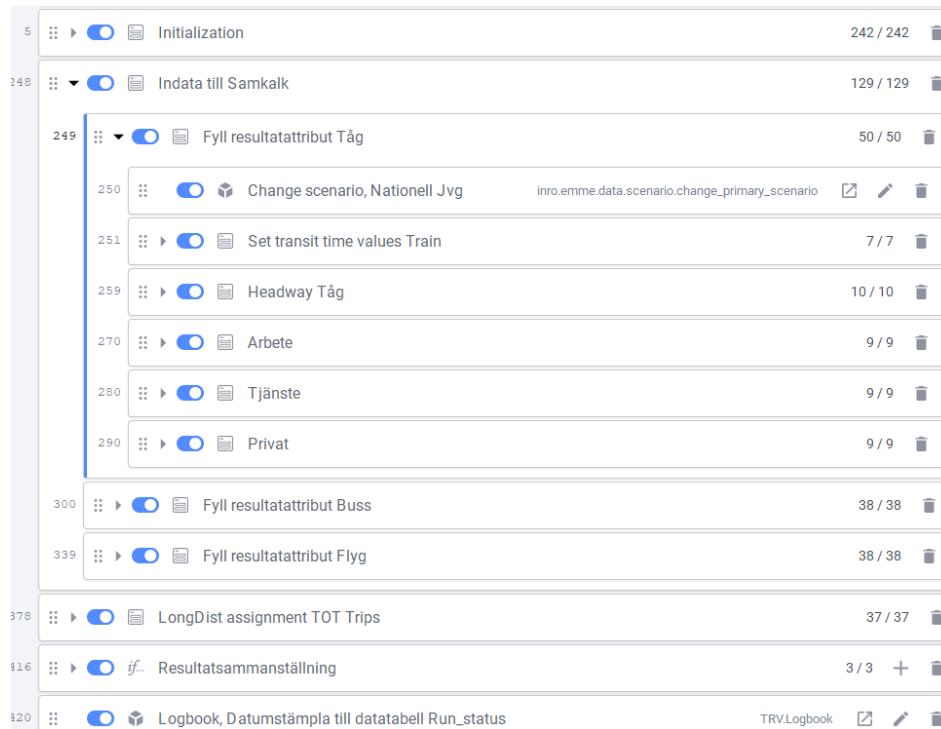 5 Initialization 242 / 242
248 Indata till Samkalk 129 / 129
249 Fyll resultatattribut Tåg 50 / 50
250 Change scenario, Nationell Jvg inro.emme.data.scenario.change_primary_scenario
251 Set transit time values Train 7 / 7
259 Headway Tåg 10 / 10
270 Arbete 9 / 9
280 Tjänste 9 / 9
290 Privat 9 / 9
300 Fyll resultatattribut Buss 38 / 38
339 Fyll resultatattribut Flyg 38 / 38
378 LongDist assignment TOT Trips 37 / 37
416 if... Resultatsammanställning 3 / 3
420 Logbook, Datumstämpla till datatabell Run_status TRV.Logbook